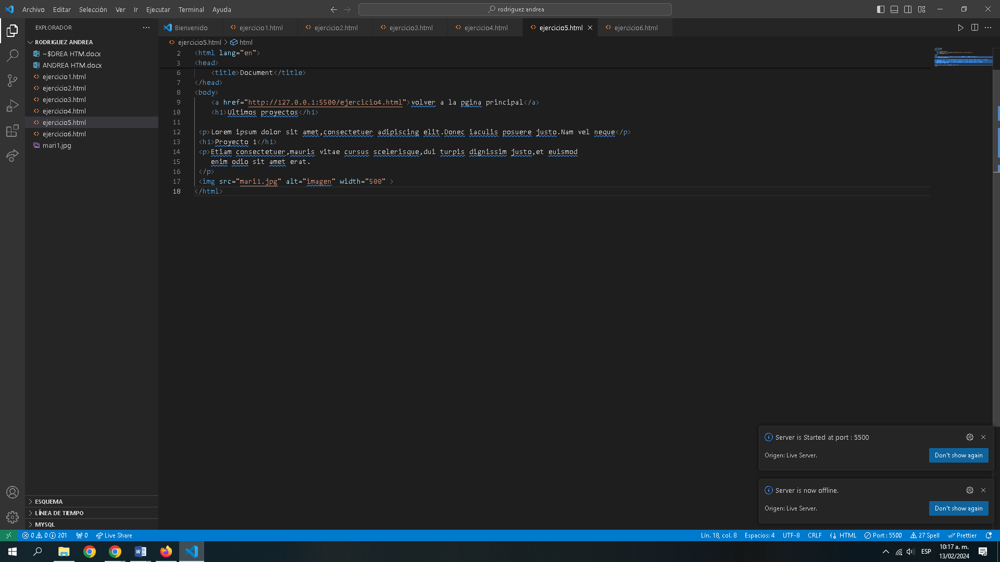 Archivo Editar Selección Ver Ir Ejecutar Terminal Ayuda
rodriguez andrea
EXPLORADOR
RODRIGUEZ ANDREA
~$DREA HTM.docx
ANDREA HTM.docx
ejercicio1.html
ejercicio2.html
ejercicio3.html
ejercicio4.html
ejercicio5.html
ejercicio6.html
mari1.jpg
ESQUEMA
LÍNEA DE TIEMPO
MYSQL
Bienvenido ejercicio1.html ejercicio2.html ejercicio3.html ejercicio4.html ejercicio5.html ejercicio6.html
ejercicio5.html > html
2 <html lang="en">
3 <head>
6 <title>Document</title>
7 </head>
8 <body>
9 <a href="http://127.0.0.1:5500/ejercicio4.html">volver a la pgina principal</a>
10 <h1>Ultimos proyectos</h1>
11
12 <p>Lorem ipsum dolor sit amet,consectetuer adipiscing elit.Donec iaculis posuere justo.Nam vel neque</p>
13 <h1>Proyecto 1</h1>
14 <p>Etiam consectetuer,mauris vitae cursus scelerisque,dui turpis dignissim justo,et euismod
15 enim odio sit amet erat.
16 </p>
17 <img src="mari1.jpg" alt="imagen" width="500" >
18 </html>
Server is Started at port : 5500
Origen: Live Server.
Don't show again
Server is now offline.
Origen: Live Server.
Don't show again
0 0 201 0 Live Share
Lín. 18, col. 8 Espacios: 4 UTF-8 CRLF HTML Port : 5500 27 Spell Prettier
ESP
10:17 a. m.
13/02/2024